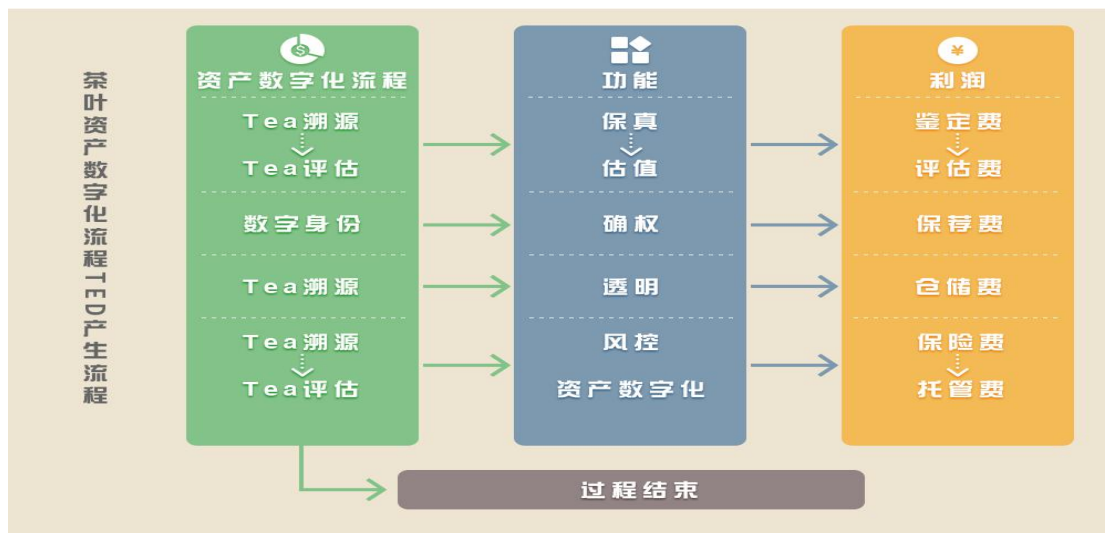 茶叶资产数字化流程TED产生流程
资产数字化流程
Tea溯源
Tea评估
数字身份
Tea溯源
Tea溯源
Tea评估
功能
保真
估值
确权
透明
风控
资产数字化
利润
鉴定费
评估费
保荐费
仓储费
保险费
托管费
过程结束